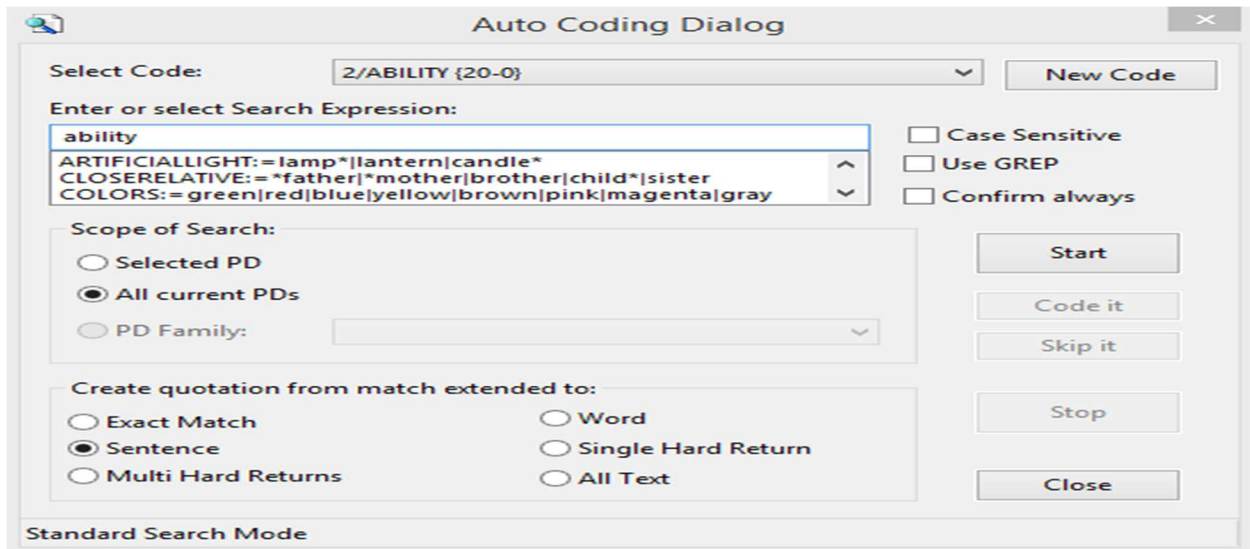 Auto Coding Dialog
Select Code: 2/ABILITY {20-0} New Code
Enter or select Search Expression:
ability
ARTIFICIALLIGHT:=lamp*|lantern|candle*
CLOSERELATIVE:=*father|*mother|brother|child*|sister
COLORS:=green|red|blue|yellow|brown|pink|magenta|gray
Case Sensitive
Use GREP
Confirm always
Scope of Search:
Selected PD
All current PDs
PD Family:
Start
Code it
Skip it
Create quotation from match extended to:
Exact Match Word
Sentence Single Hard Return
Multi Hard Returns All Text
Stop
Close
Standard Search Mode